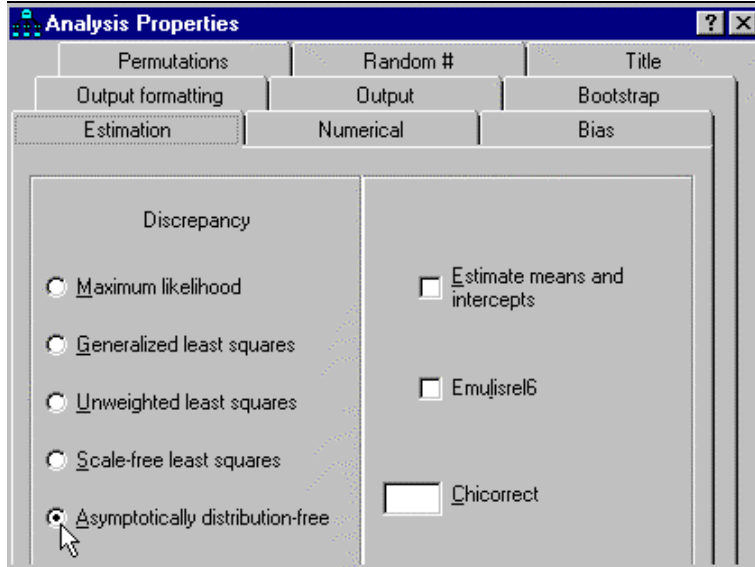 Analysis Properties
Permutations Random # Title
Output formatting Output Bootstrap
Estimation Numerical Bias
Discrepancy
Maximum likelihood
Generalized least squares
Unweighted least squares
Scale-free least squares
Asymptotically distribution-free
Estimate means and
intercepts
Emulisrel6
Chicorrect